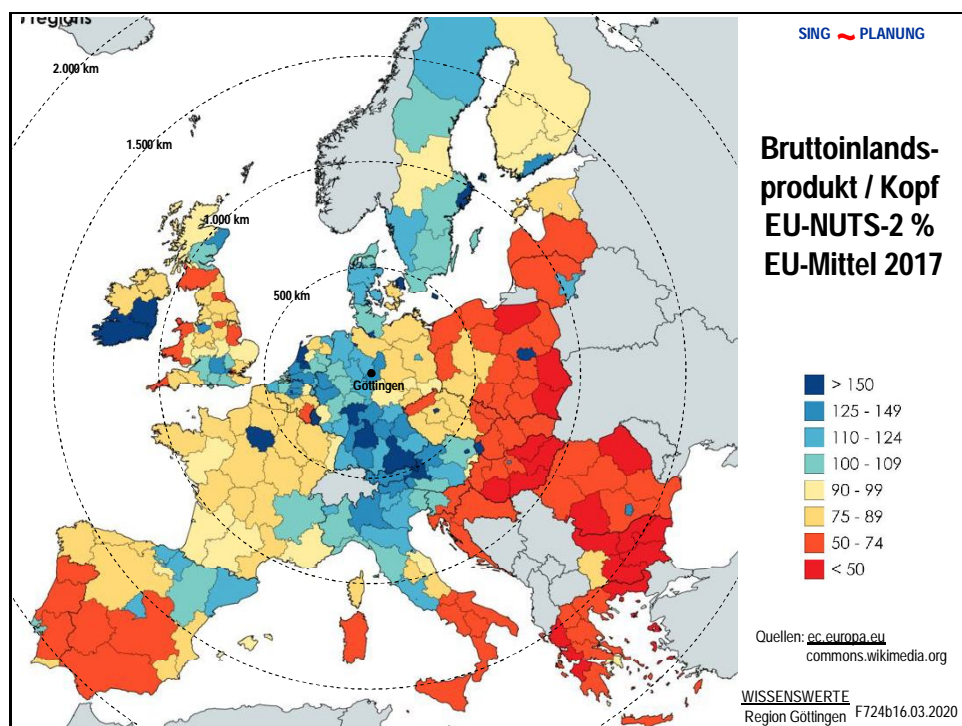 regions
2.000 km
1.500 km
1.000 km
500 km
Göttingen
SING ~ PLANUNG
Bruttoinlands-
produkt / Kopf
EU-NUTS-2 %
EU-Mittel 2017
> 150
125 - 149
110 - 124
100 - 109
90 - 99
75 - 89
50 - 74
< 50
Quellen: ec.europa.eu
commons.wikimedia.org
WISSENSWERTE
Region Göttingen F724b16.03.2020